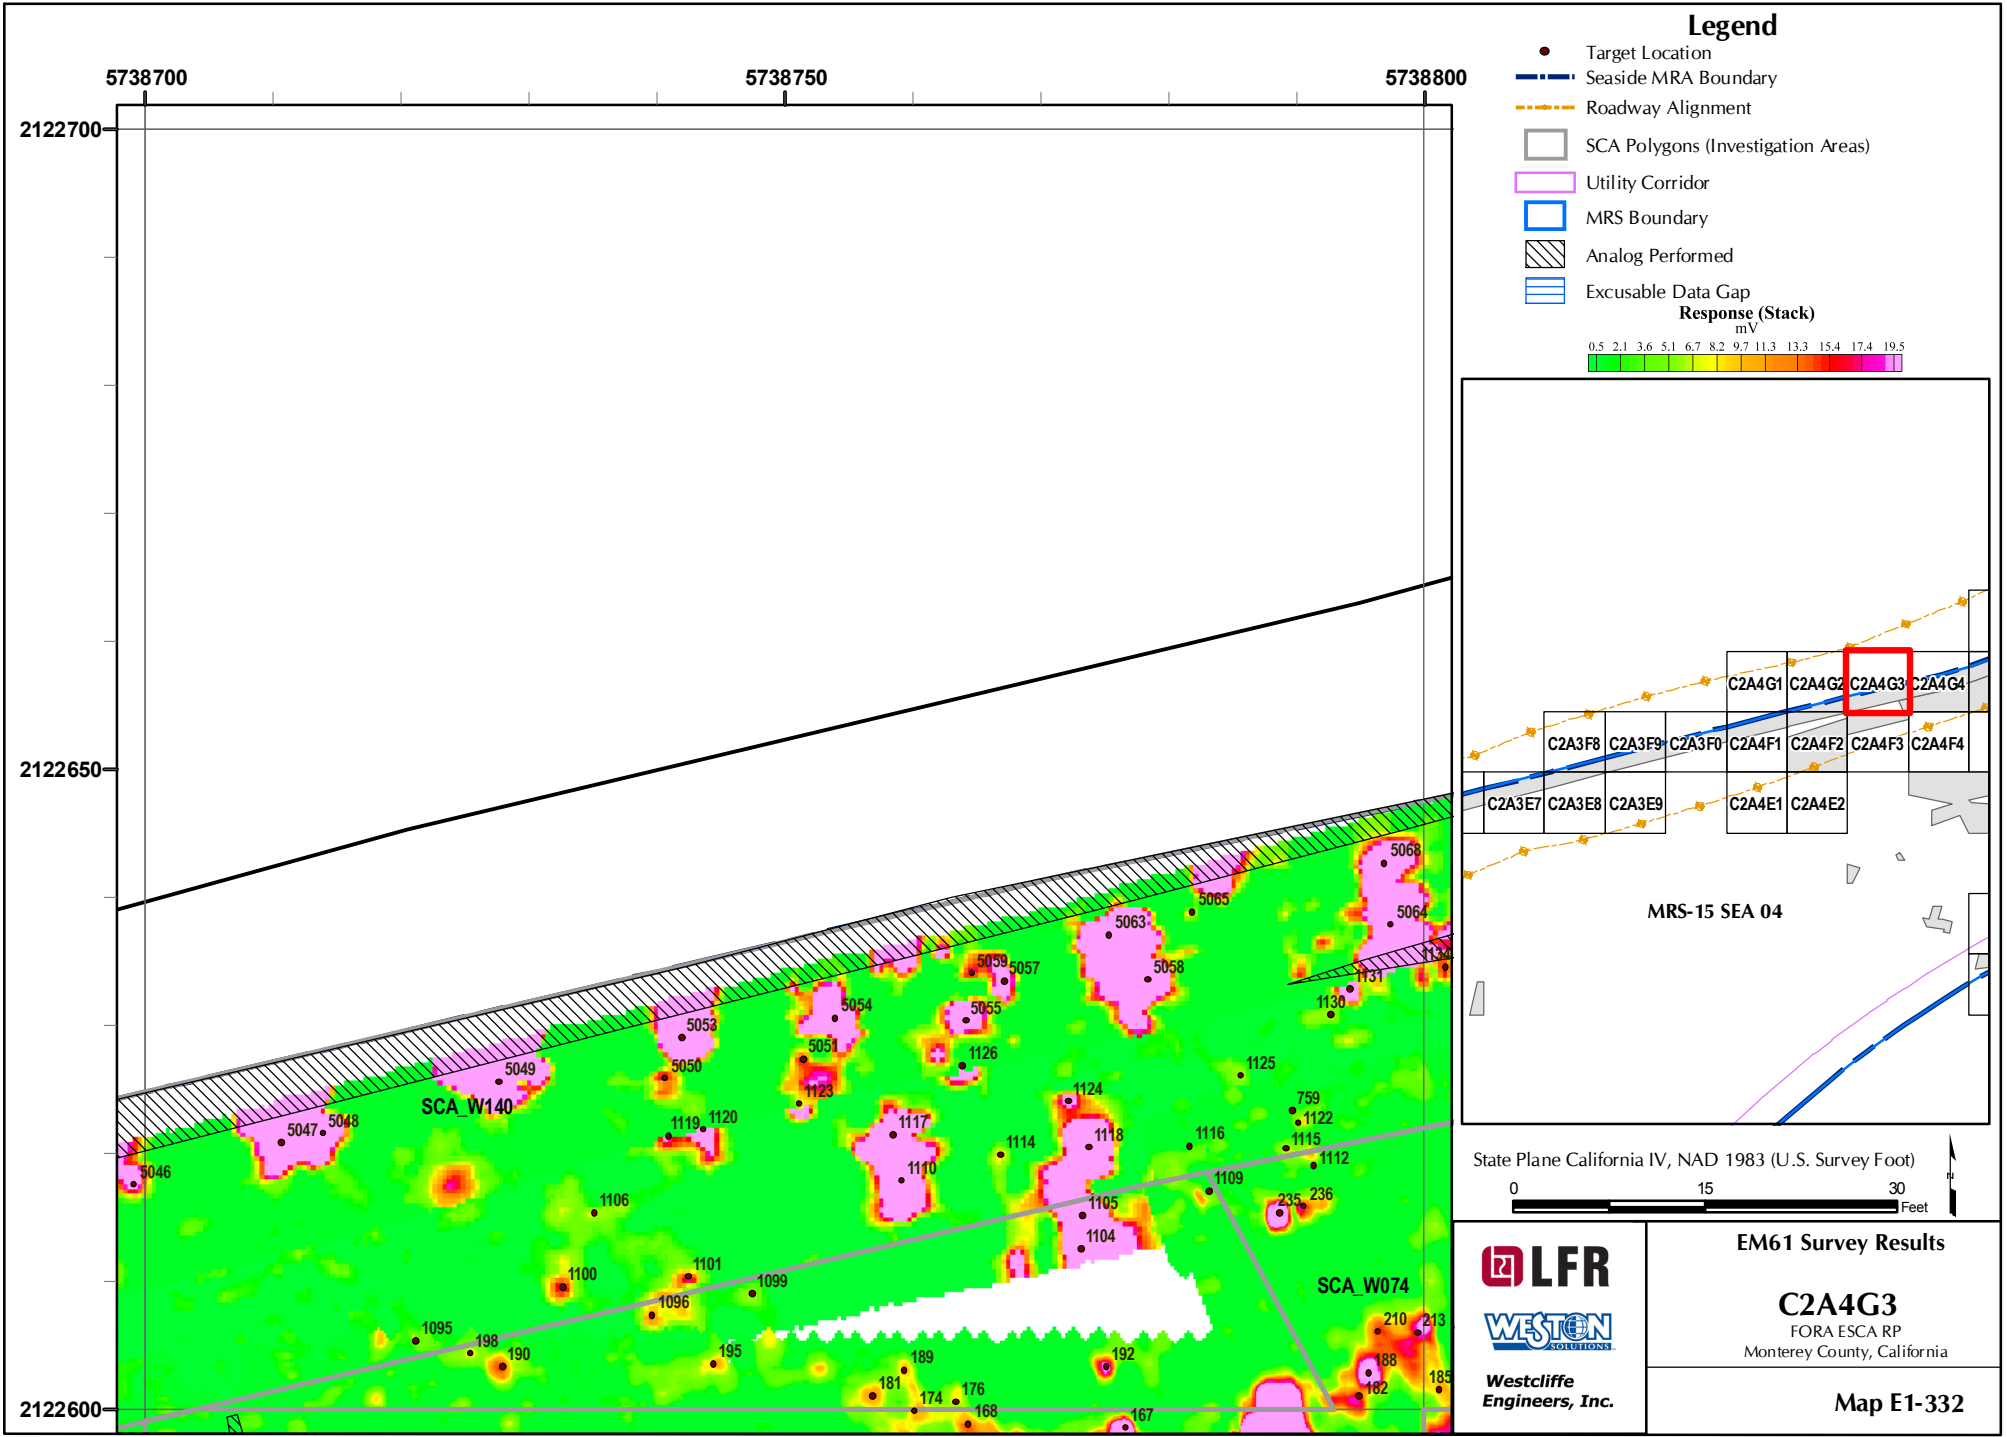 5738700
5738750
5738800
2122700
2122650
2122600
Legend
Target Location
Seaside MRA Boundary
Roadway Alignment
SCA Polygons (Investigation Areas)
Utility Corridor
MRS Boundary
Analog Performed
Excusable Data Gap
Response (Stack)
mV
0.5 2.1 3.6 5.1 6.7 8.2 9.7 11.3 13.3 15.4 17.4 19.5
5068
5064
5065
5063
5059
5057
5058
1134
1131
1130
5054
5055
5053
5051
5050
5049
1126
1125
1123
1124
759
1122
SCA_W140
5047
5048
1119
1120
1117
1114
1118
1116
1115
1112
5046
1110
1109
1106
1105
235
236
1104
1100
1101
1099
1096
SCA_W074
1095
198
190
195
189
192
210
213
188
181
174
176
168
167
182
185
C2A4G1
C2A4G2
C2A4G3
C2A4G4
C2A3F8
C2A3F9
C2A3F0
C2A4F1
C2A4F2
C2A4F3
C2A4F4
C2A3E7
C2A3E8
C2A3E9
C2A4E1
C2A4E2
MRS-15 SEA 04
State Plane California IV, NAD 1983 (U.S. Survey Foot)
0 15 30
Feet
N
LFR
WESTON
SOLUTIONS
Westcliffe
Engineers, Inc.
EM61 Survey Results
C2A4G3
FORA ESCA RP
Monterey County, California
Map E1-332